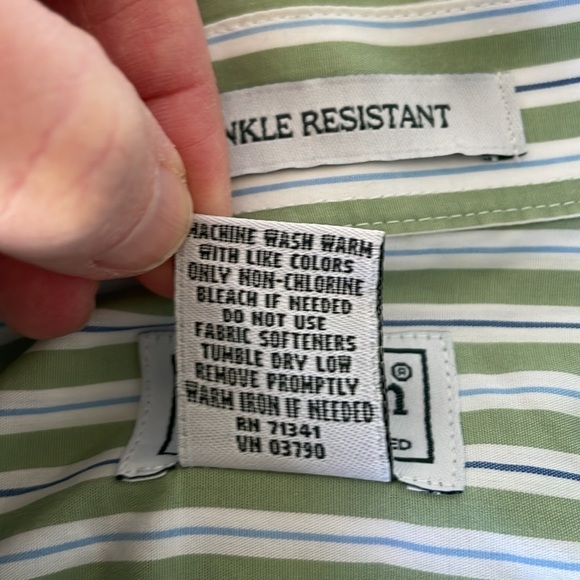 NKLE RESISTANT
MACHINE WASH WARM
WITH LIKE COLORS
ONLY NON-CHLORINE
BLEACH IF NEEDED
DO NOT USE
FABRIC SOFTENERS
TUMBLE DRY LOW
REMOVE PROMPTLY
WARM IRON IF NEEDED
RN 71341
VN 03790
h®
ED